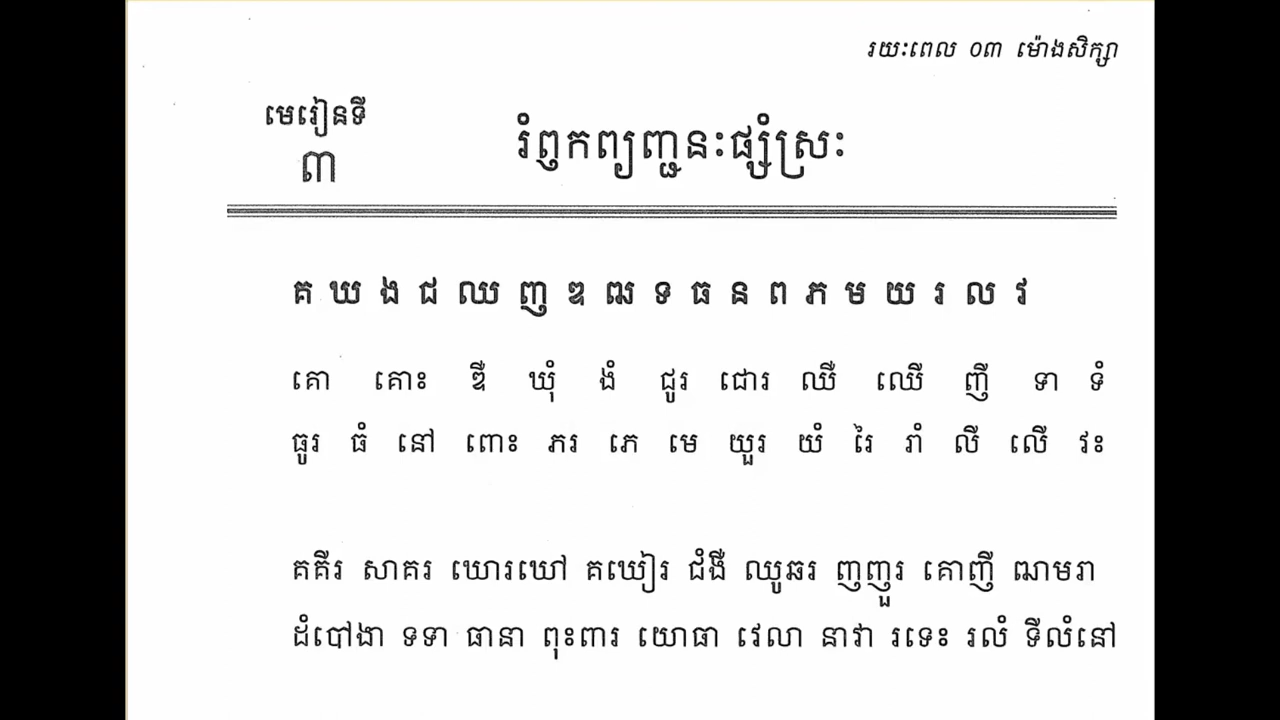 រយៈពេល ០៣ ម៉ោងសិក្សា
មេរៀនទី
៣
រំឭកព្យញ្ជនៈផ្សំស្រៈ
គ ឃ ង ជ ឈ ញ ឌ ឍ ទ ធ ន ព ភ ម យ រ ល វ
គោ គោះ ឌឺ ឃុំ ងំ ជូរ ជោរ ឈឺ ឈើ ញី ទា ទំ
ធូរ ធំ នៅ ពោះ ភរ ភេ មេ យួរ យំ រៃ រាំ លី លើ វះ
គគីរ សាគរ ឃោរឃៅ គឃៀរ ជំងឺ ឈូឆរ ញញួរ គោញី ណមរា
ដំបៅងា ទទា ធានា ពុះពារ យោធា វេលា នាវា រទេះ រលំ ទីលំនៅ